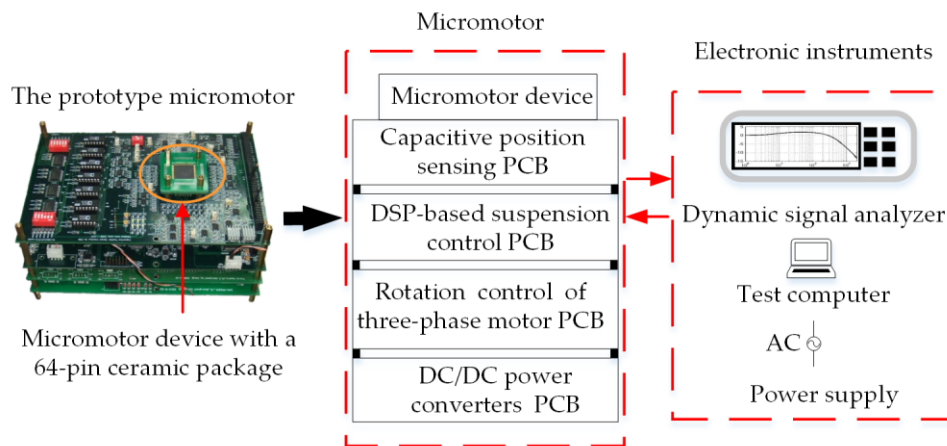 The prototype micromotor
Micromotor device with a
64-pin ceramic package
Micromotor
Micromotor device
Capacitive position
sensing PCB
DSP-based suspension
control PCB
Rotation control of
three-phase motor PCB
DC/DC power
converters PCB
Electronic instruments
Dynamic signal analyzer
Test computer
AC
Power supply